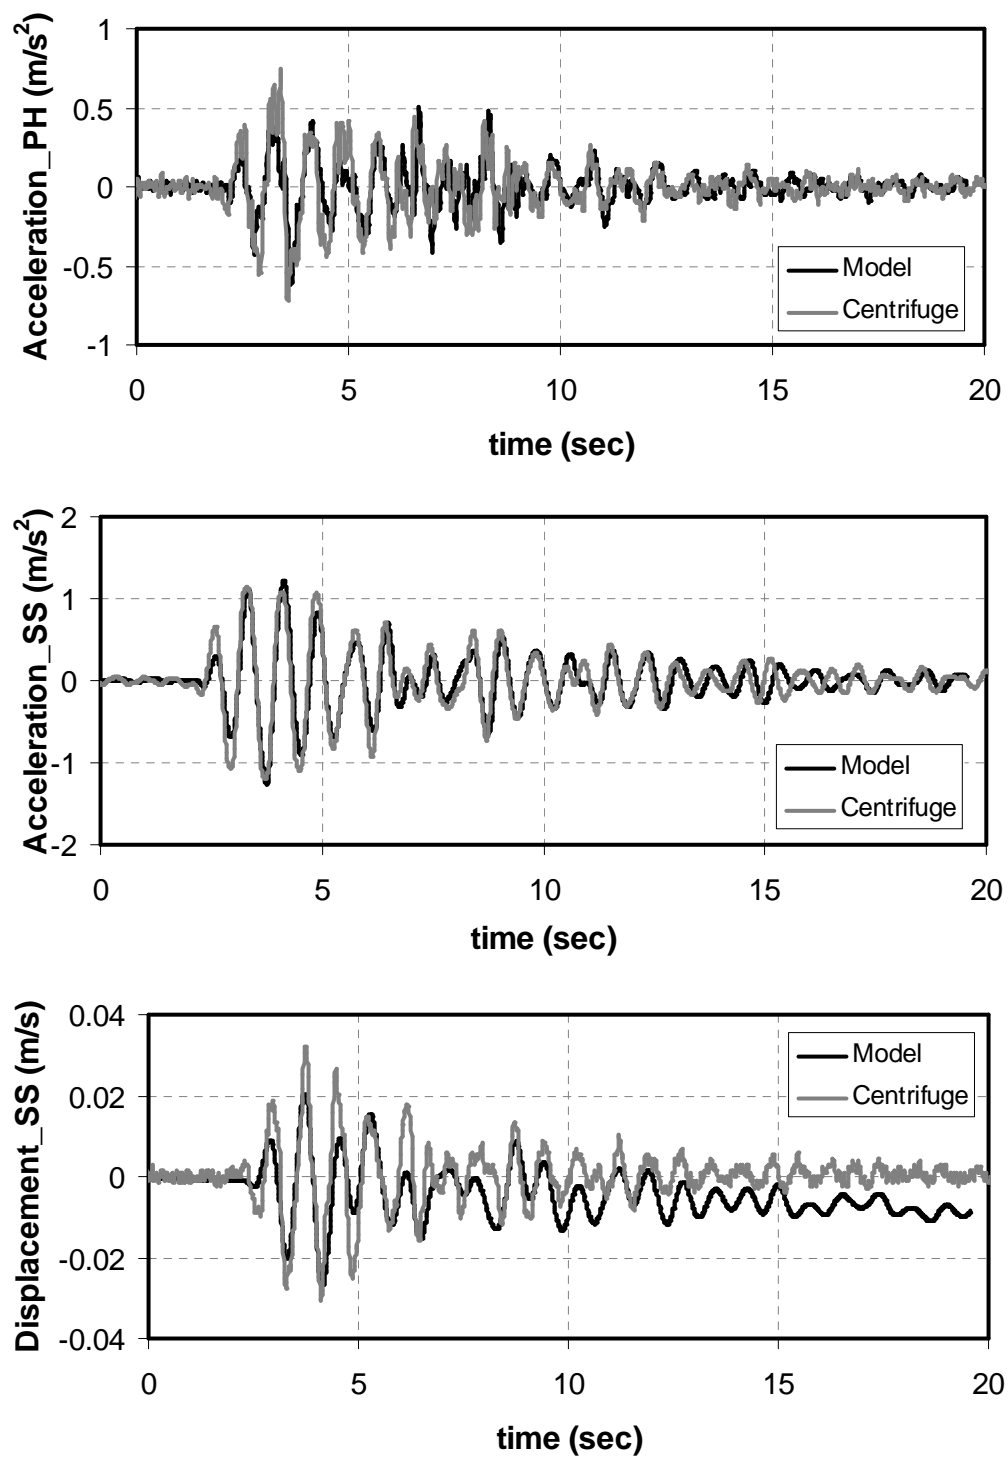 Acceleration_PH (m/s²)
1
0.5
0
-0.5
-1
0 5 10 15 20
time (sec)
Model
Centrifuge
Acceleration_SS (m/s²)
2
1
0
-1
-2
0 5 10 15 20
time (sec)
Model
Centrifuge
Displacement_SS (m/s)
0.04
0.02
0
-0.02
-0.04
0 5 10 15 20
time (sec)
Model
Centrifuge